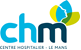 chm
CENTRE HOSPITALIER - LE MANS